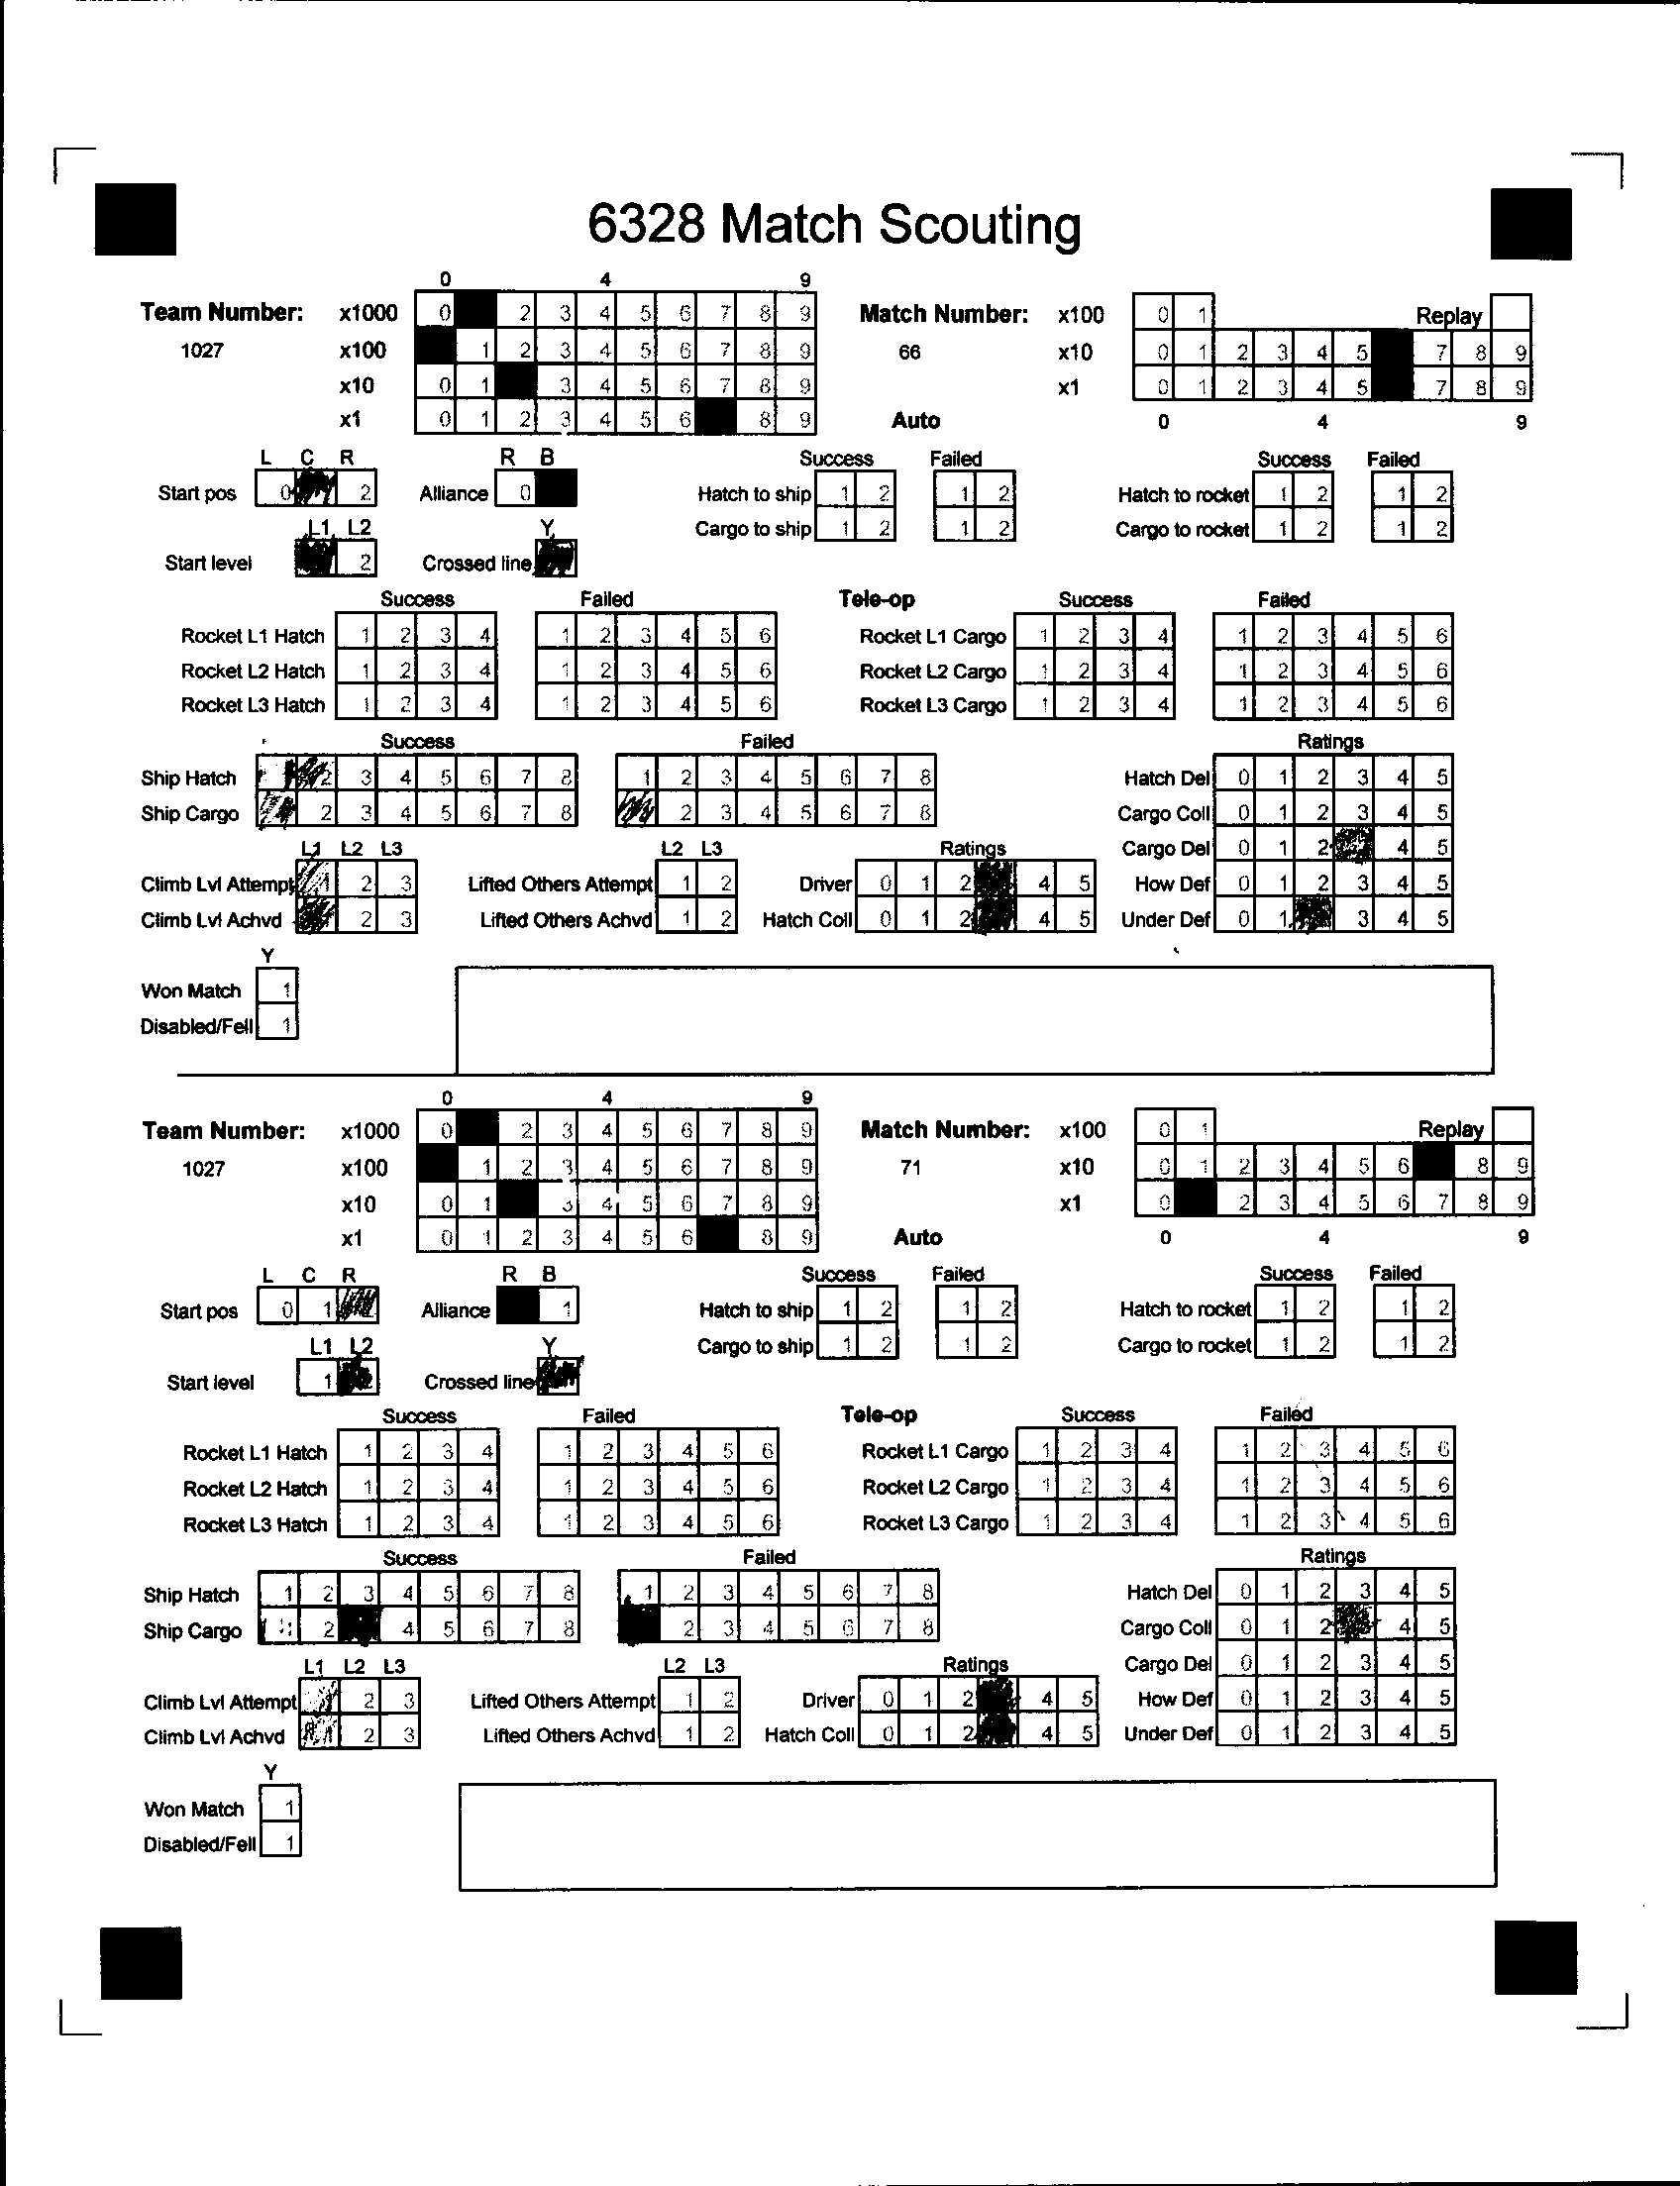 6328 Match Scouting
0 4 9
Team Number: x1000 0 2 3 4 5 6 7 8 9 Match Number: x100 0 1 Replay
1027 x100 1 2 3 4 5 6 7 8 9 66 x10 0 1 2 3 4 5 7 8 9
x10 0 1 3 4 5 6 7 8 9 x1 0 1 2 3 4 5 7 8 9
x1 0 1 2 3 4 5 6 8 9 Auto 0 4 9
L C R R B Success Failed Success Failed
Start pos 0 2 Alliance 0 Hatch to ship 1 2 1 2 Hatch to rocket 1 2 1 2
L1 L2 Y Cargo to ship 1 2 1 2 Cargo to rocket 1 2 1 2
Start level 2 Crossed line
Success Failed Tele-op Success Failed
Rocket L1 Hatch 1 2 3 4 1 2 3 4 5 6 Rocket L1 Cargo 1 2 3 4 1 2 3 4 5 6
Rocket L2 Hatch 1 2 3 4 1 2 3 4 5 6 Rocket L2 Cargo 1 2 3 4 1 2 3 4 5 6
Rocket L3 Hatch 1 2 3 4 1 2 3 4 5 6 Rocket L3 Cargo 1 2 3 4 1 2 3 4 5 6
Success Failed Ratings
Ship Hatch 2 3 4 5 6 7 8 1 2 3 4 5 6 7 8 Hatch Del 0 1 2 3 4 5
Ship Cargo 2 3 4 5 6 7 8 2 3 4 5 6 7 8 Cargo Coll 0 1 2 3 4 5
L1 L2 L3 L2 L3 Ratings Cargo Del 0 1 2 4 5
Climb Lvl Attempt 1 2 3 Lifted Others Attempt 1 2 Driver 0 1 2 4 5 How Def 0 1 2 3 4 5
Climb Lvl Achvd 2 3 Lifted Others Achvd 1 2 Hatch Coll 0 1 2 4 5 Under Def 0 1 3 4 5
Y
Won Match 1
Disabled/Fell 1
0 4 9
Team Number: x1000 0 2 3 4 5 6 7 8 9 Match Number: x100 0 1 Replay
1027 x100 1 2 3 4 5 6 7 8 9 71 x10 0 1 2 3 4 5 6 8 9
x10 0 1 3 4 5 6 7 8 9 x1 0 2 3 4 5 6 7 8 9
x1 0 1 2 3 4 5 6 8 9 Auto 0 4 9
L C R R B Success Failed Success Failed
Start pos 0 1 Alliance 1 Hatch to ship 1 2 1 2 Hatch to rocket 1 2 1 2
L1 L2 Y Cargo to ship 1 2 1 2 Cargo to rocket 1 2 1 2
Start level 1 Crossed line
Success Failed Tele-op Success Failed
Rocket L1 Hatch 1 2 3 4 1 2 3 4 5 6 Rocket L1 Cargo 1 2 3 4 1 2 3 4 5 6
Rocket L2 Hatch 1 2 3 4 1 2 3 4 5 6 Rocket L2 Cargo 1 2 3 4 1 2 3 4 5 6
Rocket L3 Hatch 1 2 3 4 1 2 3 4 5 6 Rocket L3 Cargo 1 2 3 4 1 2 3 4 5 6
Success Failed Ratings
Ship Hatch 1 2 3 4 5 6 7 8 1 2 3 4 5 6 7 8 Hatch Del 0 1 2 3 4 5
Ship Cargo 2 4 5 6 7 8 2 3 4 5 6 7 8 Cargo Coll 0 1 2 4 5
L1 L2 L3 L2 L3 Ratings Cargo Del 0 1 2 3 4 5
Climb Lvl Attempt 2 3 Lifted Others Attempt 1 2 Driver 0 1 2 4 5 How Def 0 1 2 3 4 5
Climb Lvl Achvd 2 3 Lifted Others Achvd 1 2 Hatch Coll 0 1 2 4 5 Under Def 0 1 2 3 4 5
Y
Won Match 1
Disabled/Fell 1